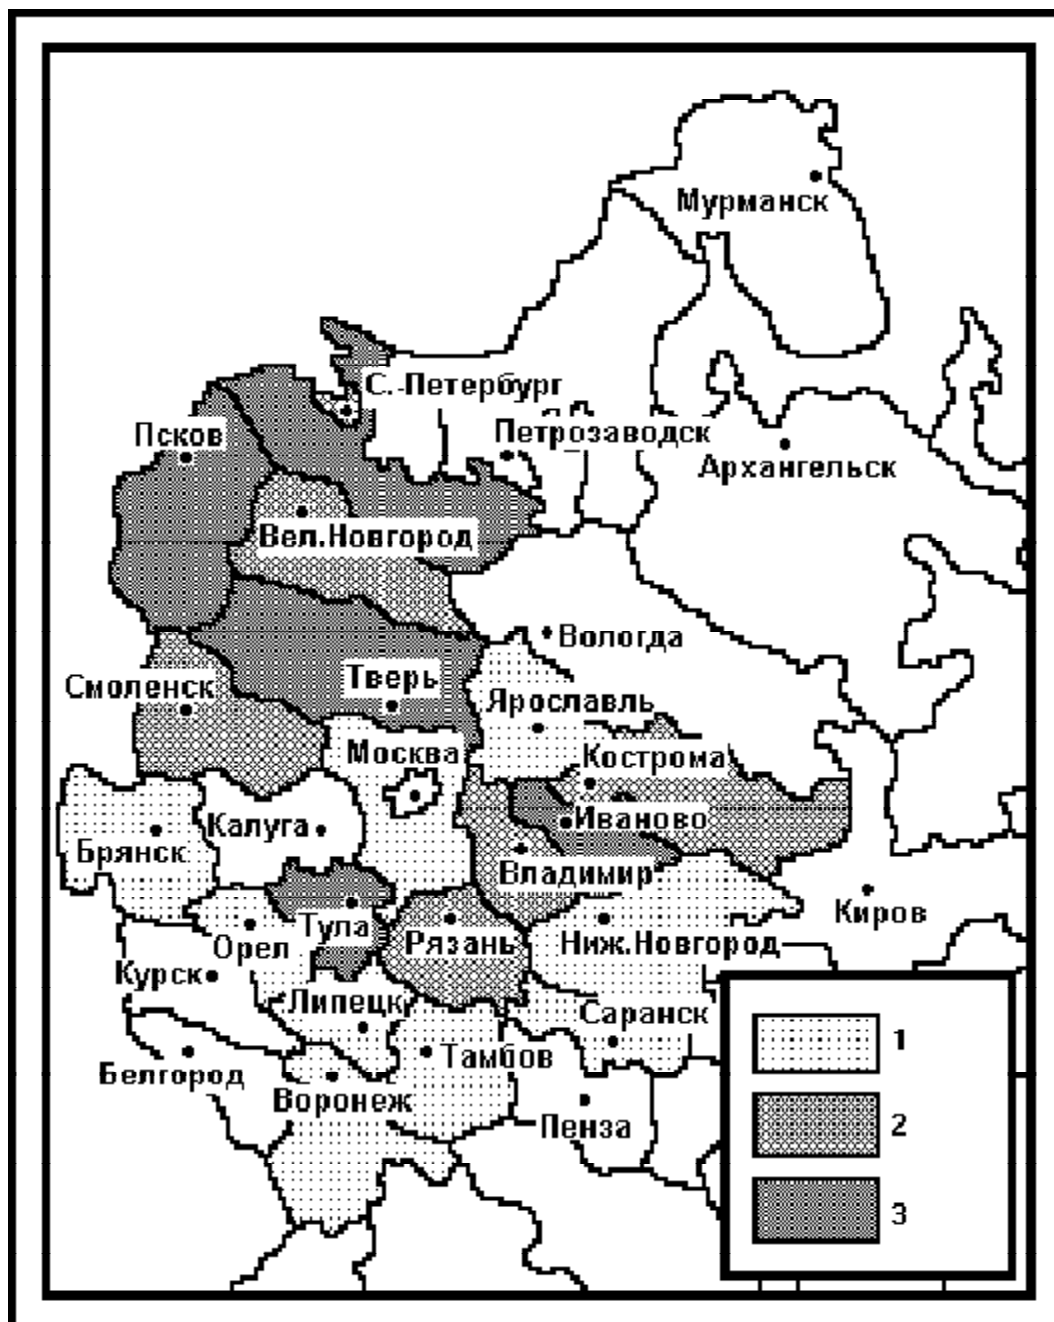 Мурманск
С.-Петербург
Псков
Петрозаводск
Архангельск
Вел.Новгород
Вологда
Смоленск
Тверь
Ярославль
Москва
Кострома
Калуга
Иваново
Брянск
Владимир
Киров
Тула
Рязань
Ниж.Новгород
Орел
Курск
Липецк
Саранск
Тамбов
Белгород
Воронеж
Пенза
1
2
3